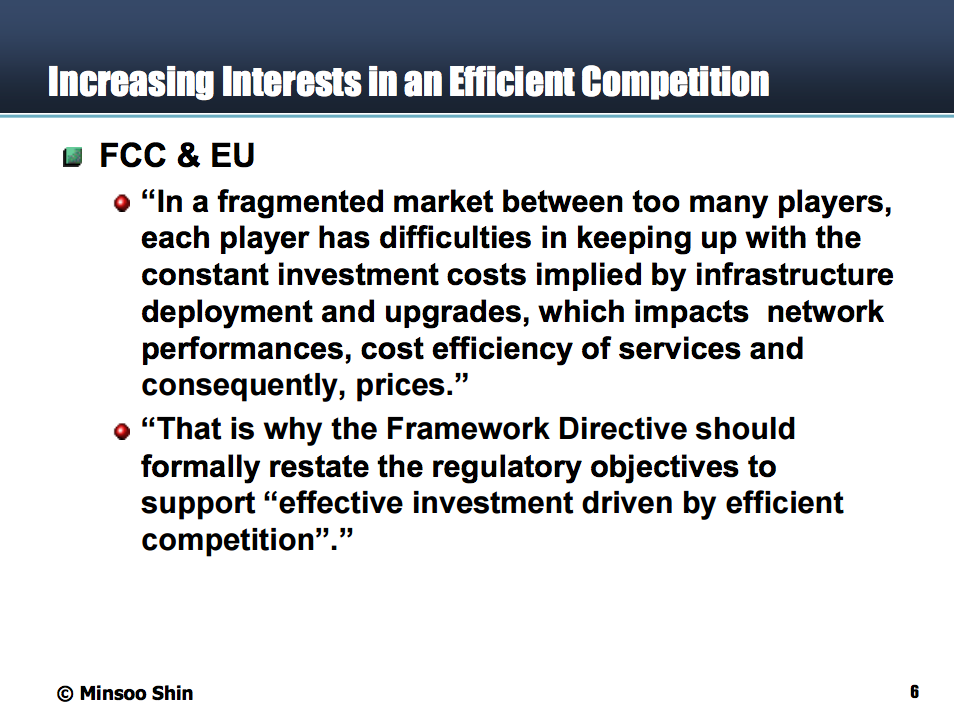 Increasing Interests in an Efficient Competition
FCC & EU
“In a fragmented market between too many players,
each player has difficulties in keeping up with the
constant investment costs implied by infrastructure
deployment and upgrades, which impacts  network
performances, cost efficiency of services and
consequently, prices.”
“That is why the Framework Directive should
formally restate the regulatory objectives to
support “effective investment driven by efficient
competition”.”
© Minsoo Shin
6